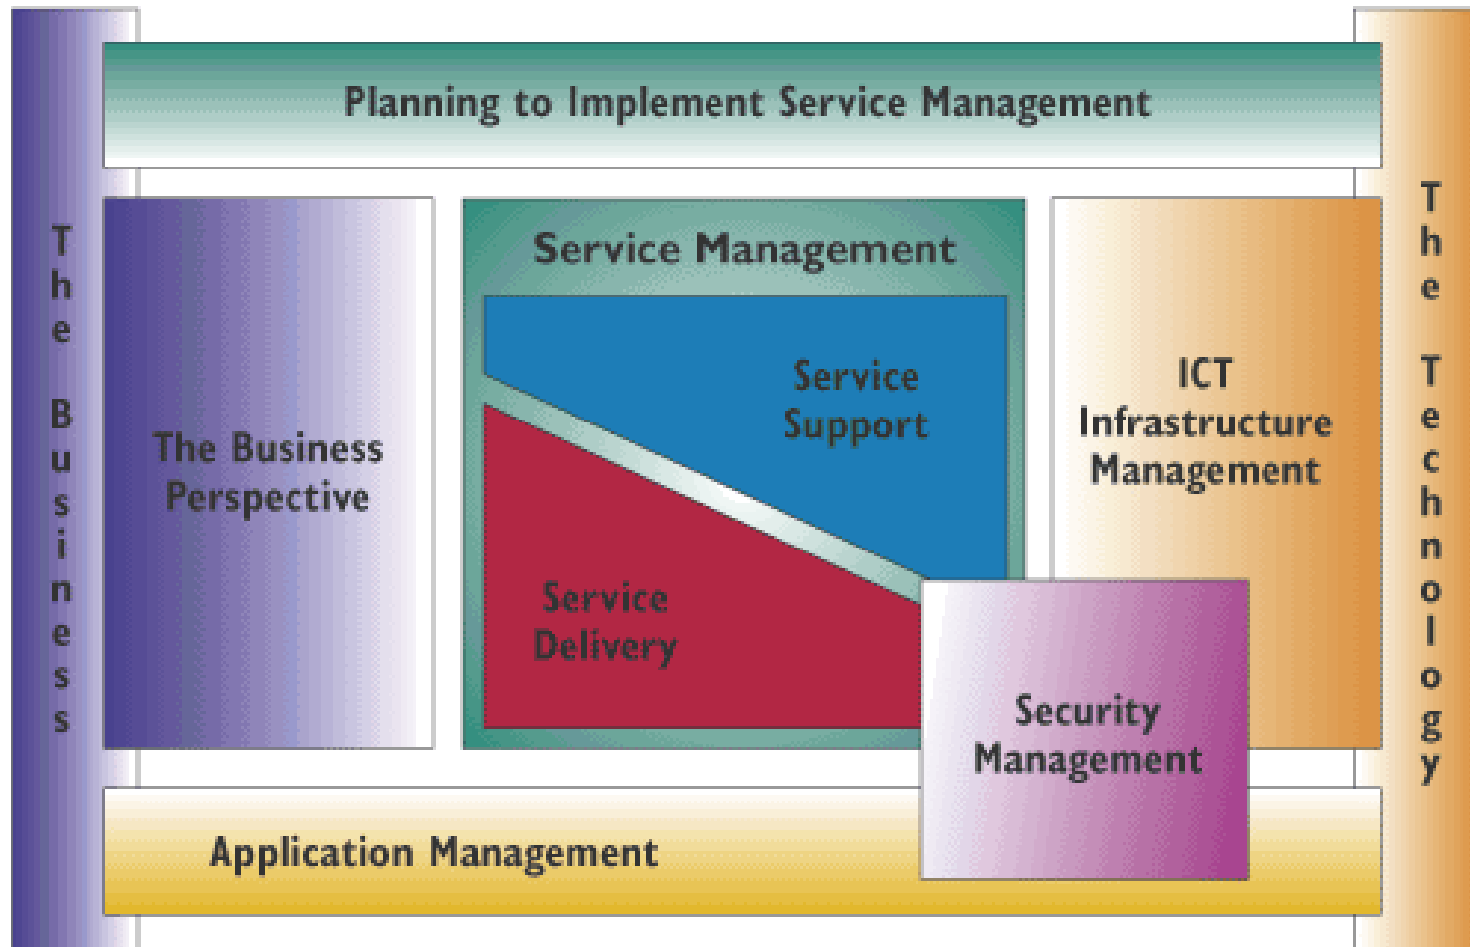 Planning to Implement Service Management
The Business
The Business
Perspective
Service Management
Service
Support
Service
Delivery
ICT
Infrastructure
Management
The Technology
Security
Management
Application Management